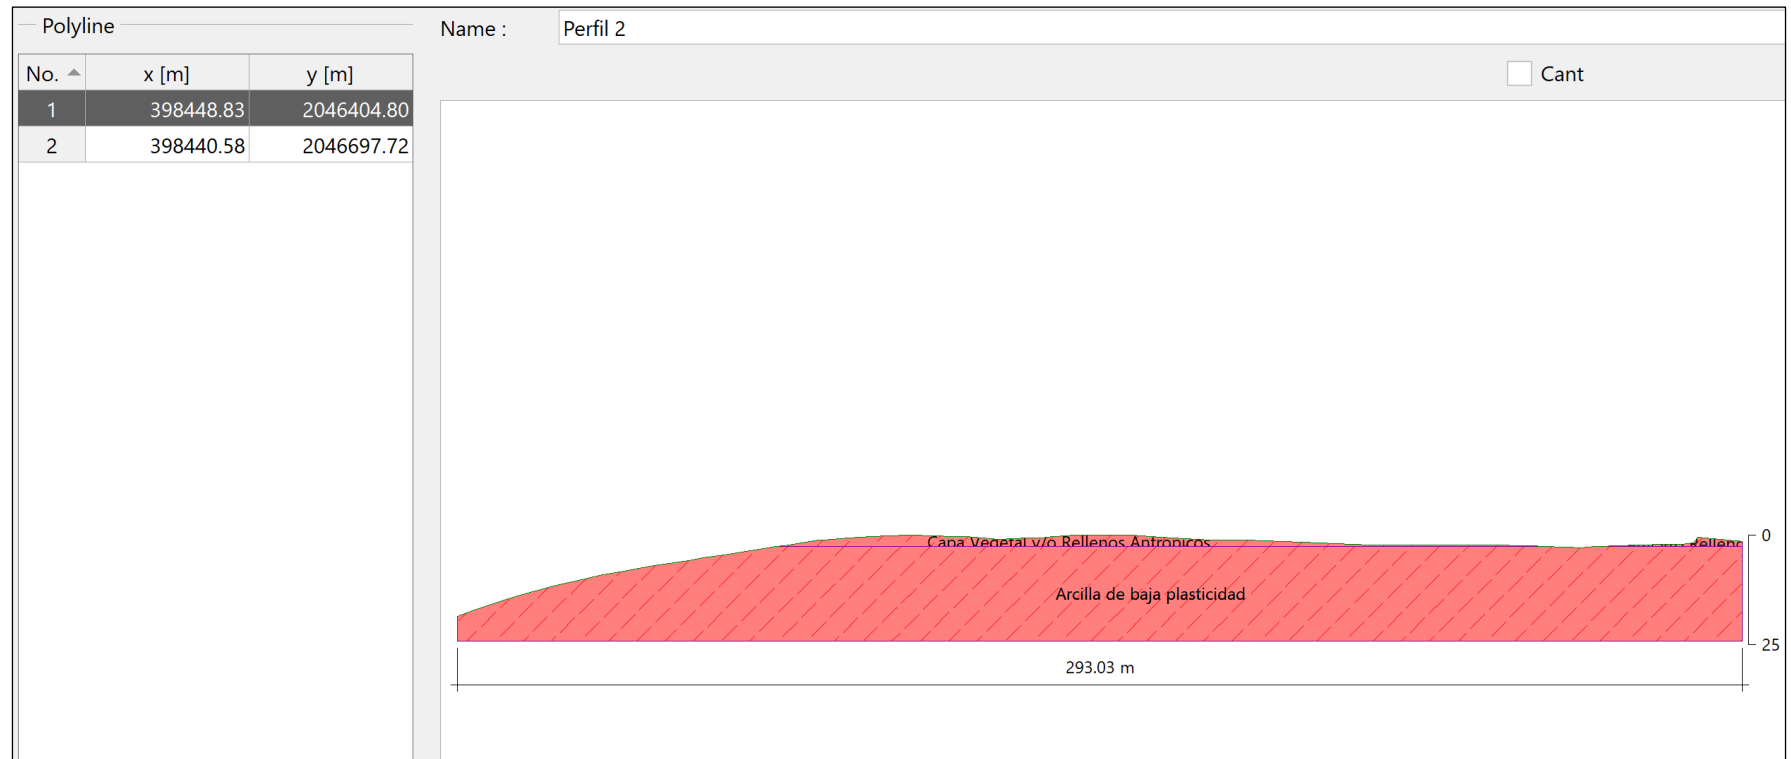 Polyline
Name : Perfil 2
No. x [m] y [m]
Cant
1 398448.83 2046404.80
2 398440.58 2046697.72
0
Capa Vegetal y/o Rellenos Antrópicos
Arcilla de baja plasticidad
25
293.03 m